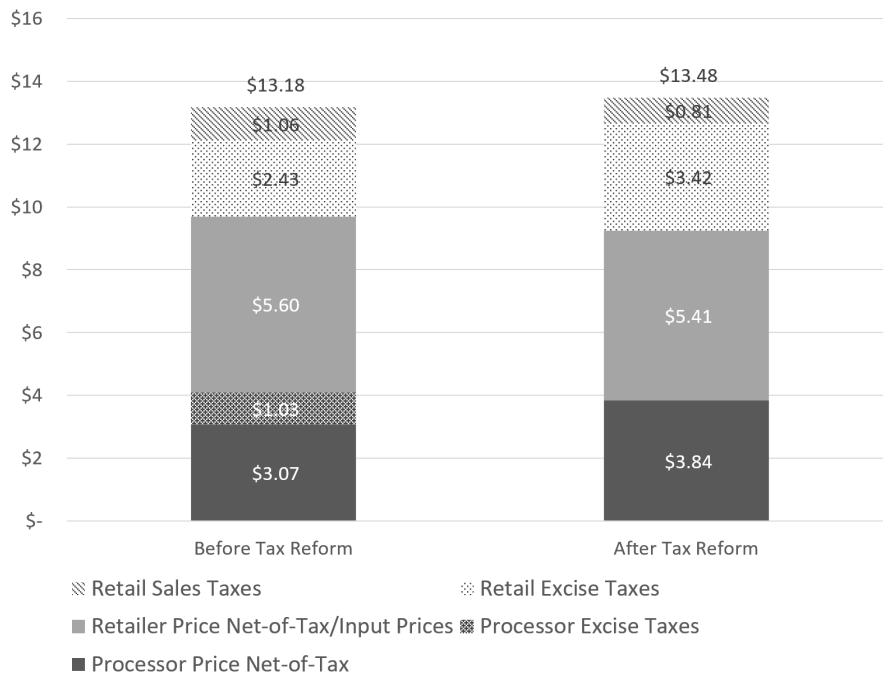 $16
$14
$12
$10
$8
$6
$4
$2
$-
$13.18
$1.06
$2.43
$5.60
$1.03
$3.07
$13.48
$0.81
$3.42
$5.41
$3.84
Before Tax Reform
After Tax Reform
Retail Sales Taxes
Retail Excise Taxes
Retailer Price Net-of-Tax/Input Prices
Processor Excise Taxes
Processor Price Net-of-Tax